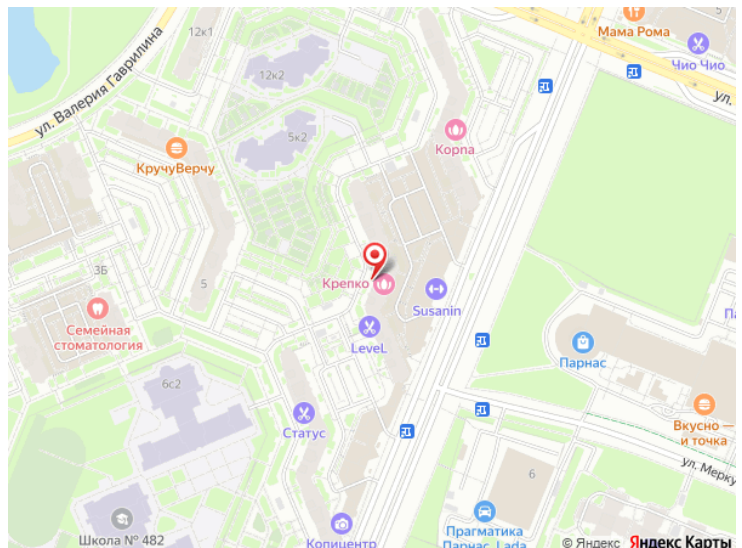 12к1
Мама Рома
5
Чио Чио
ул. Валерия Гаврилина
12к2
ул.
5к2
Корпа
КручуВерчу
3Б
5
Крепко
Susanin
Семейная
стоматология
LeveL
Парнас
6с2
Статус
Вкусно —
и точка
6
ул. Мерку
Школа № 482
Копицентр
Прагматика
Парнас, Lada
© Яндекс Яндекс Карты